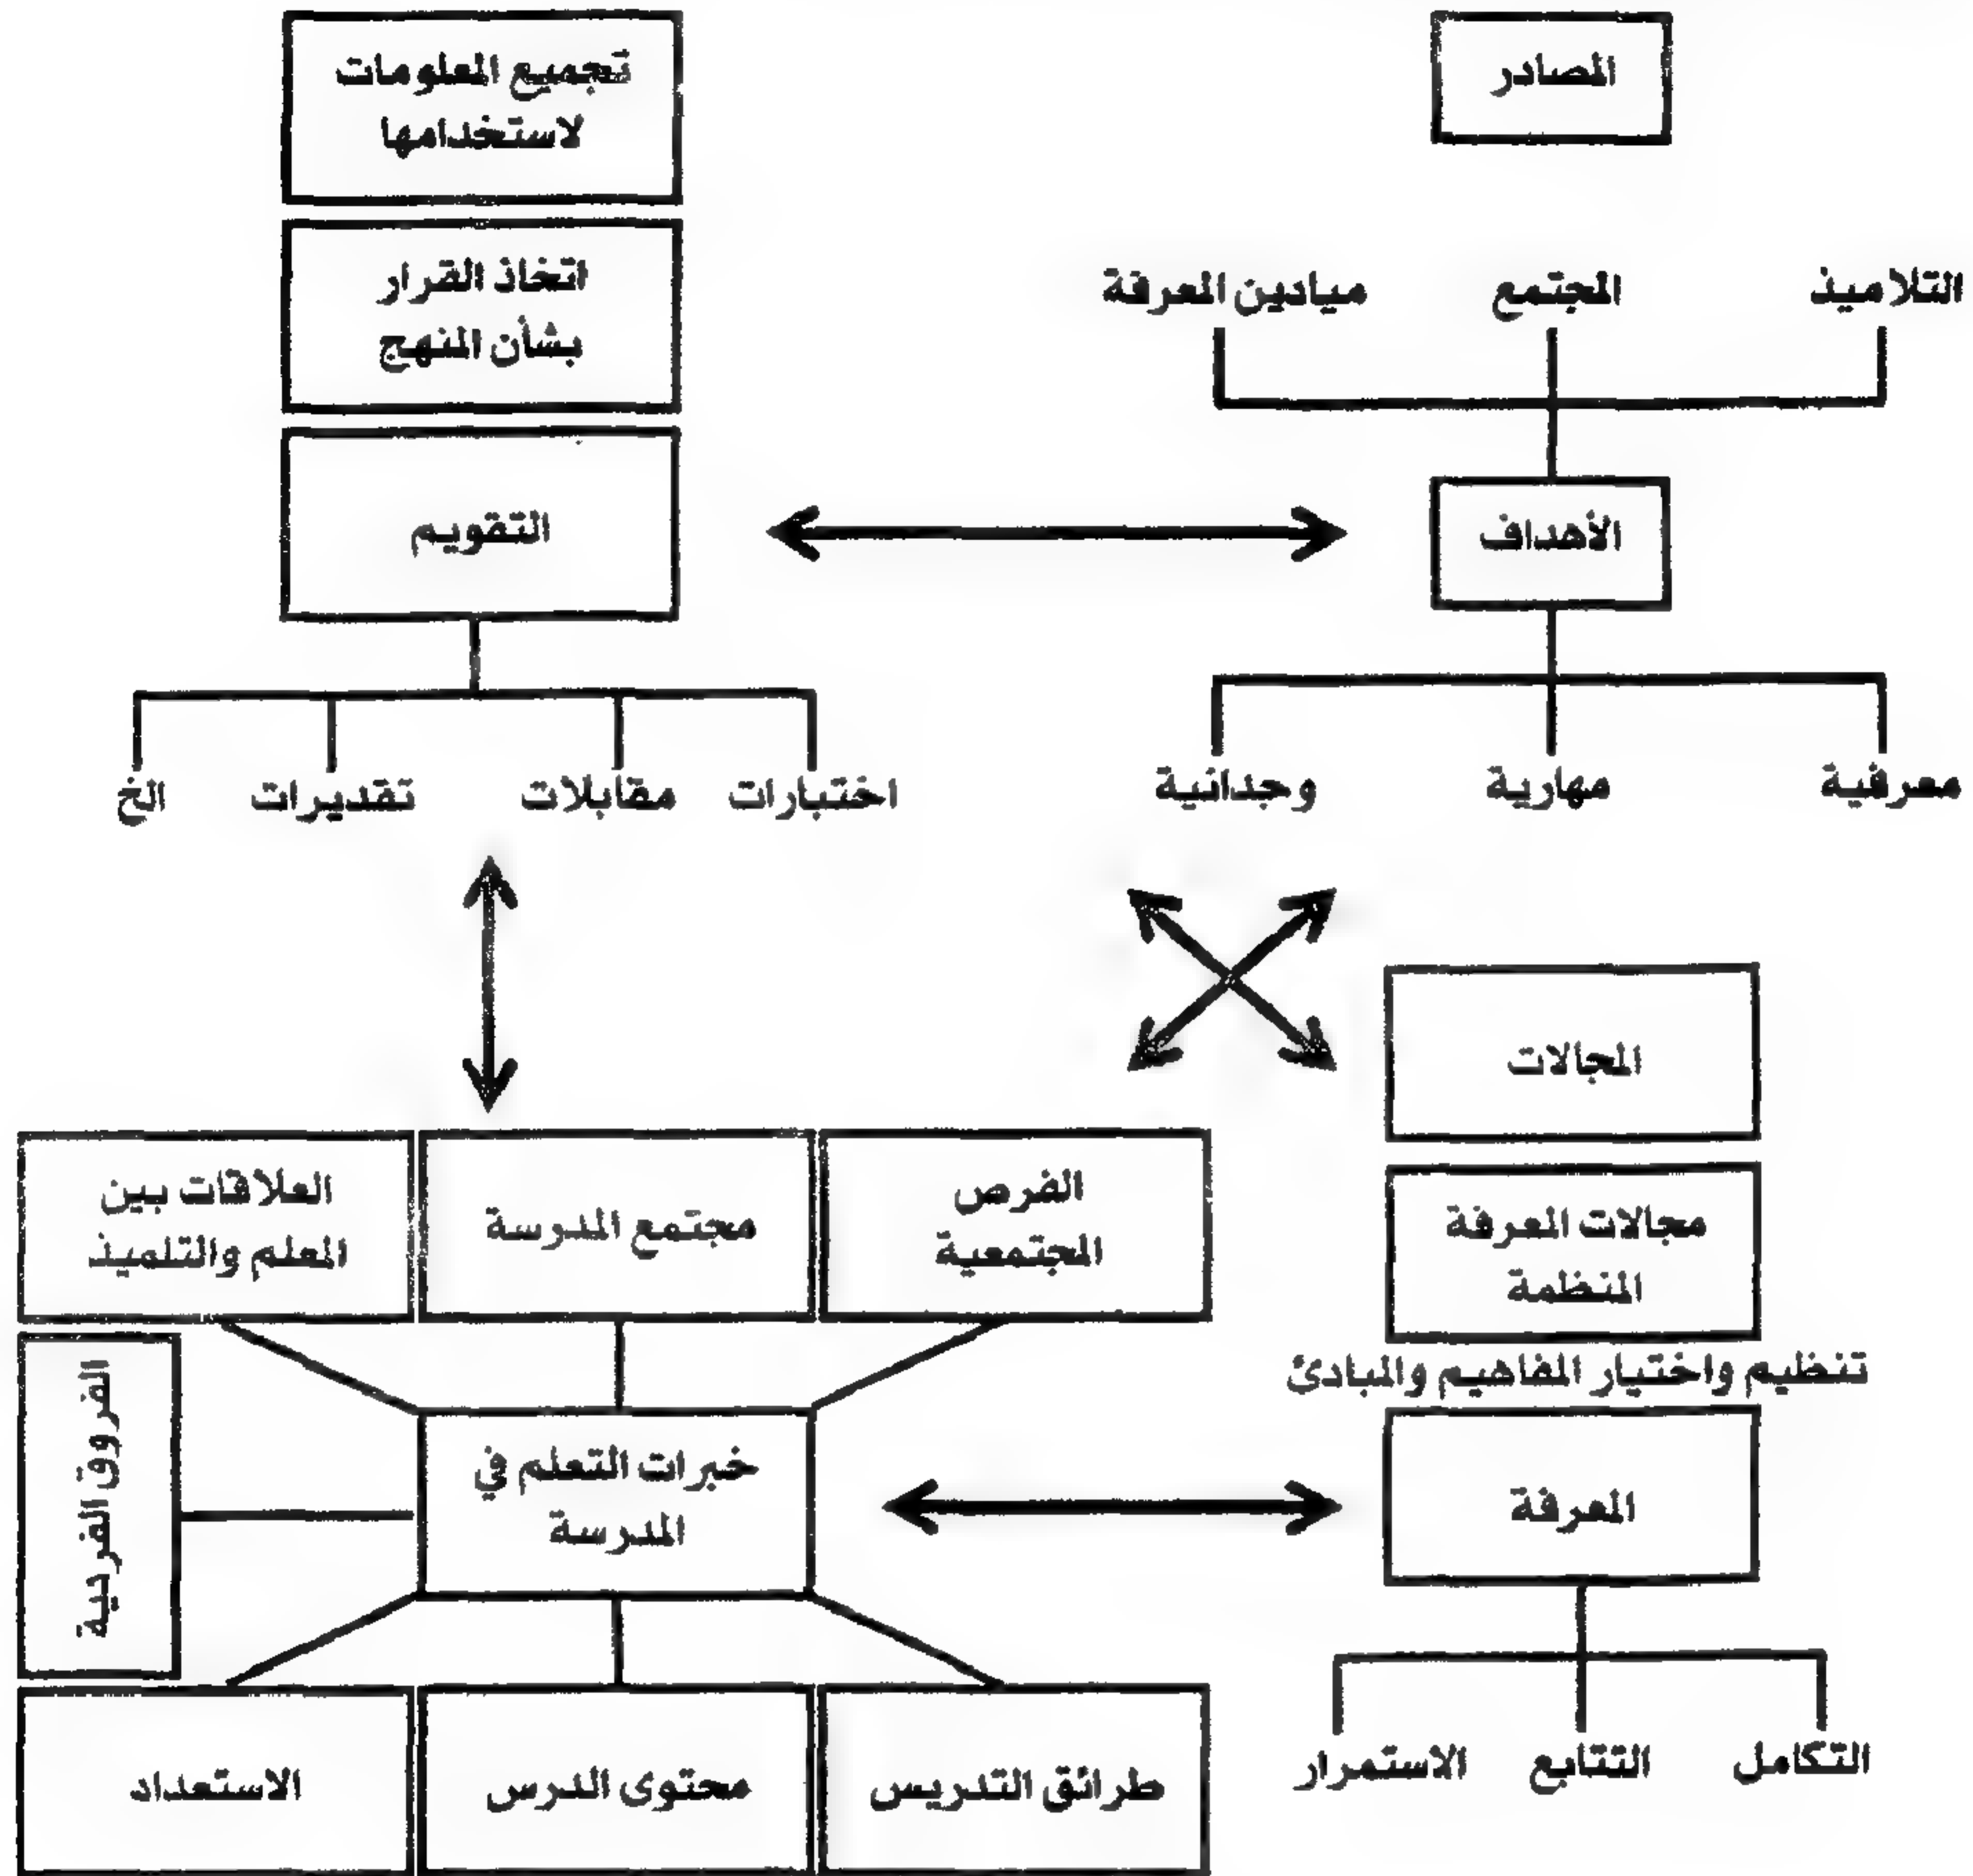 المصادر
التلاميذ
المجتمع
ميادين المعرفة
الأهداف
معرفية
مهارية
وجدانية
تجميع المعلومات
لاستخدامها
اتخاذ القرار
بشأن المنهج
التقويم
اختبارات
مقابلات
تقديرات
الخ
المجالات
مجالات المعرفة
المنظمة
تنظيم واختيار المفاهيم والمبادئ
المعرفة
التكامل
التتابع
الاستمرار
الفرص
المجتمعية
مجتمع المدرسة
العلاقات بين
المعلم والتلميذ
خبرات التعلم في
المدرسة
الفروق الفردية
طرائق التدريس
محتوى الدرس
الاستعداد